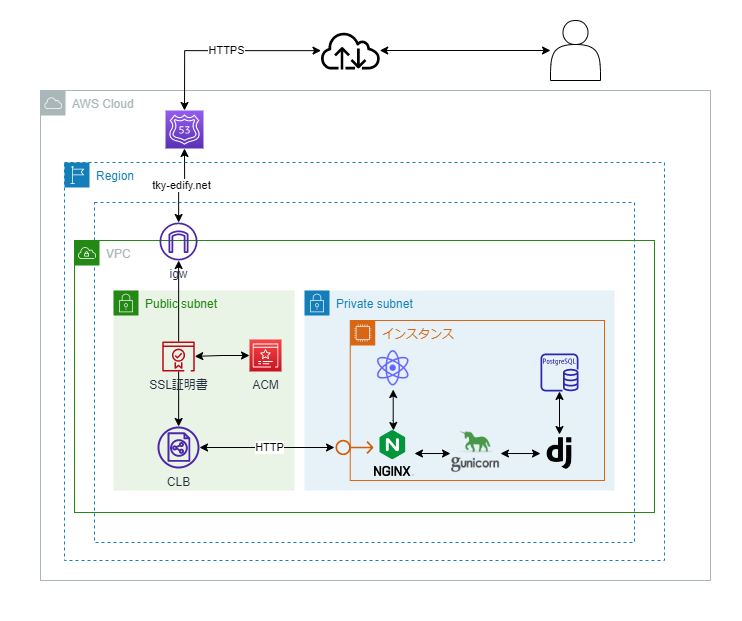 HTTPS
AWS Cloud
53
Region
tky-edify.net
VPC
igw
Public subnet
Private subnet
インスタンス
SSL証明書
ACM
PostgreSQL
HTTP
N
NGINX
gunicorn
dj
CLB